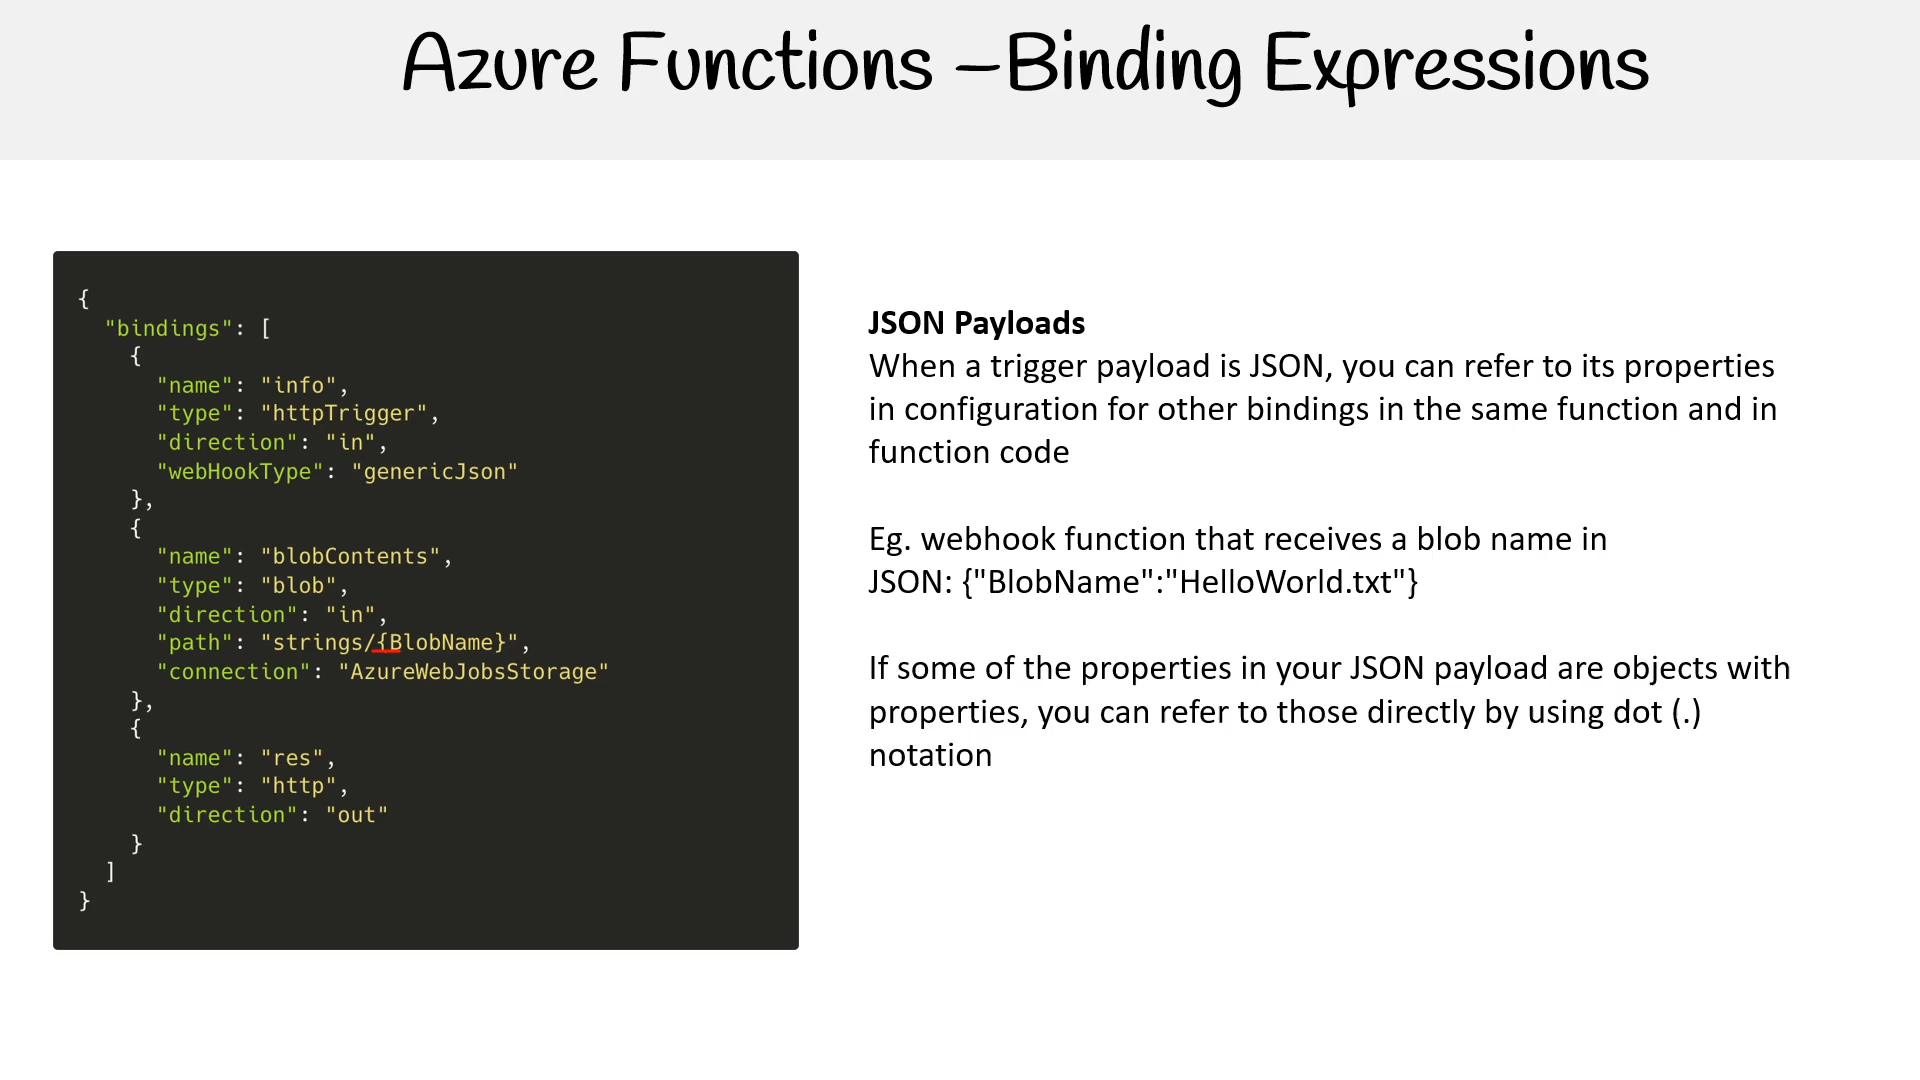 Azure Functions –Binding Expressions
{
"bindings": [
{
"name": "info",
"type": "httpTrigger",
"direction": "in",
"webHookType": "genericJson"
},
{
"name": "blobContents",
"type": "blob",
"direction": "in",
"path": "strings/{BlobName}",
"connection": "AzureWebJobsStorage"
},
{
"name": "res",
"type": "http",
"direction": "out"
}
]
}
JSON Payloads
When a trigger payload is JSON, you can refer to its properties
in configuration for other bindings in the same function and in
function code
Eg. webhook function that receives a blob name in
JSON: {"BlobName":"HelloWorld.txt"}
If some of the properties in your JSON payload are objects with
properties, you can refer to those directly by using dot (.)
notation